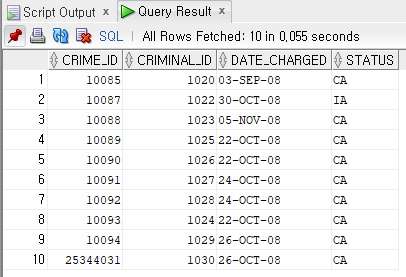 Script Output x Query Result x
SQL | All Rows Fetched: 10 in 0,055 seconds
CRIME_ID CRIMINAL_ID DATE_CHARGED STATUS
1 10085 1020 03-SEP-08 CA
2 10087 1022 30-OCT-08 IA
3 10088 1023 05-NOV-08 CA
4 10089 1025 22-OCT-08 CA
5 10090 1026 22-OCT-08 CA
6 10091 1027 24-OCT-08 CA
7 10092 1028 24-OCT-08 CA
8 10093 1024 22-OCT-08 CA
9 10094 1029 26-OCT-08 CA
10 25344031 1030 26-OCT-08 CA